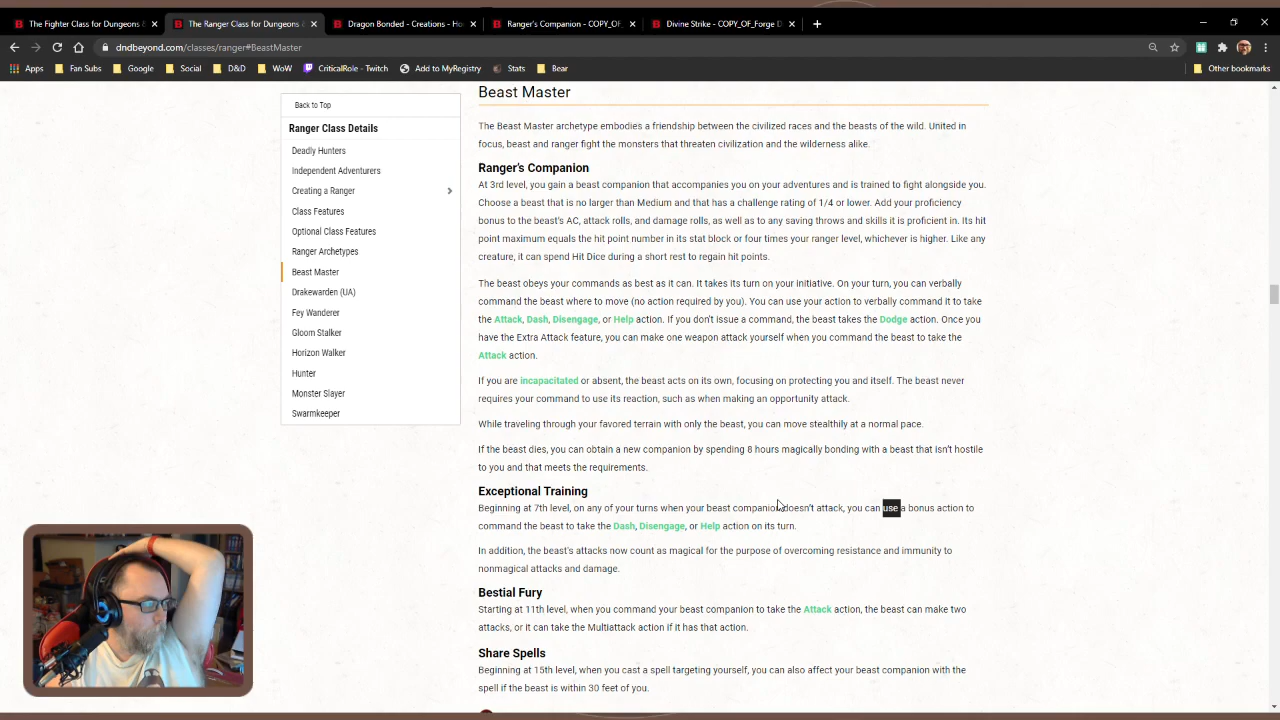 The Fighter Class for Dungeons &
The Ranger Class for Dungeons &
Dragon Bonded - Creations - Ho
Ranger's Companion - COPY_OF_
Divine Strike - COPY_OF_Forge D
dndbeyond.com/classes/ranger#BeastMaster
Apps
Fan Subs
Google
Social
D&D
WoW
CriticalRole - Twitch
Add to MyRegistry
Stats
Bear
Other bookmarks
Back to Top
Ranger Class Details
Deadly Hunters
Independent Adventurers
Creating a Ranger
Class Features
Optional Class Features
Ranger Archetypes
Beast Master
Drakewarden (UA)
Fey Wanderer
Gloom Stalker
Horizon Walker
Hunter
Monster Slayer
Swarmkeeper
Beast Master
The Beast Master archetype embodies a friendship between the civilized races and the beasts of the wild. United in
focus, beast and ranger fight the monsters that threaten civilization and the wilderness alike.
Ranger's Companion
At 3rd level, you gain a beast companion that accompanies you on your adventures and is trained to fight alongside you.
Choose a beast that is no larger than Medium and that has a challenge rating of 1/4 or lower. Add your proficiency
bonus to the beast's AC, attack rolls, and damage rolls, as well as to any saving throws and skills it is proficient in. Its hit
point maximum equals the hit point number in its stat block or four times your ranger level, whichever is higher. Like any
creature, it can spend Hit Dice during a short rest to regain hit points.
The beast obeys your commands as best as it can. It takes its turn on your initiative. On your turn, you can verbally
command the beast where to move (no action required by you). You can use your action to verbally command it to take
the Attack, Dash, Disengage, or Help action. If you don't issue a command, the beast takes the Dodge action. Once you
have the Extra Attack feature, you can make one weapon attack yourself when you command the beast to take the
Attack action.
If you are incapacitated or absent, the beast acts on its own, focusing on protecting you and itself. The beast never
requires your command to use its reaction, such as when making an opportunity attack.
While traveling through your favored terrain with only the beast, you can move stealthily at a normal pace.
If the beast dies, you can obtain a new companion by spending 8 hours magically bonding with a beast that isn't hostile
to you and that meets the requirements.
Exceptional Training
Beginning at 7th level, on any of your turns when your beast companion doesn't attack, you can use a bonus action to
command the beast to take the Dash, Disengage, or Help action on its turn.
In addition, the beast's attacks now count as magical for the purpose of overcoming resistance and immunity to
nonmagical attacks and damage.
Bestial Fury
Starting at 11th level, when you command your beast companion to take the Attack action, the beast can make two
attacks, or it can take the Multiattack action if it has that action.
Share Spells
Beginning at 15th level, when you cast a spell targeting yourself, you can also affect your beast companion with the
spell if the beast is within 30 feet of you.